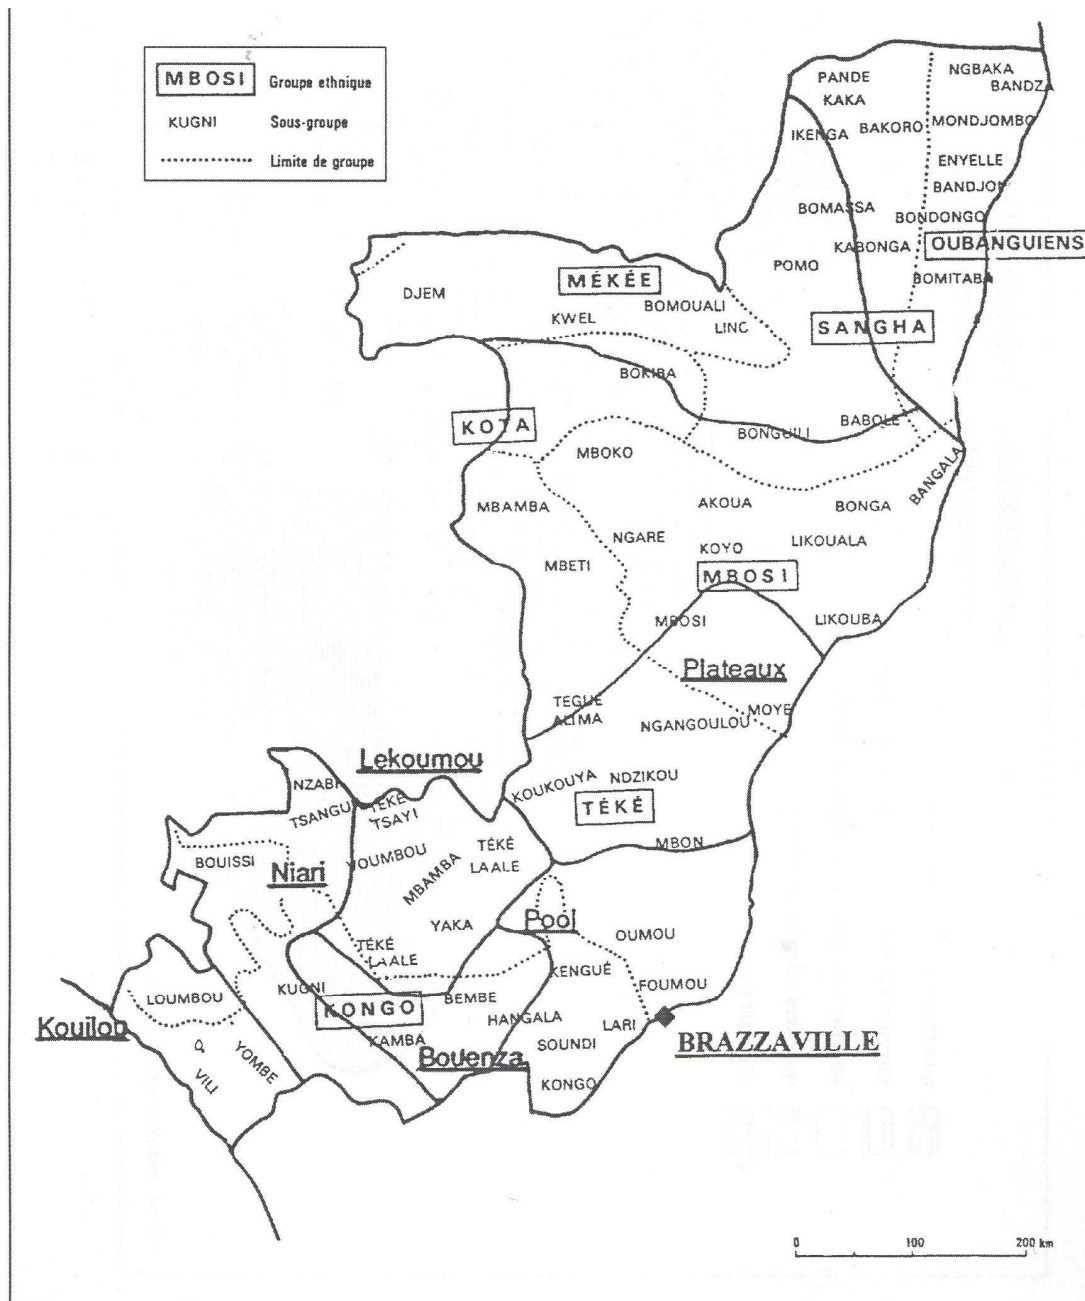 MBOSI Groupe ethnique
KUGNI Sous-groupe
Limite de groupe
PANDE
KAKA
IKENGA
BAKORO
NGBAKA
BANDZA
MONDJOMBO
ENYELLE
BANDJON
BOMASSA
BONDONGO
KABONGA
OUBANGUIENS
POMO
BOMITABA
MÉKÉE
DJEM
BOMOUALI
KWEL
LINC
SANGHA
BOKIBA
KOTA
BONGUILI
BABOLE
MBOKO
BANGALA
MBAMBA
AKOUA
BONGA
NGARE
KOYO
LIKOUALA
MBETI
MBOSI
MBOSI
LIKOUBA
Plateaux
TEGUE
ALIMA
MOYE
NGANGOULOU
Lekoumou
NZABI
TSANGUI
TÉKÉ
TSAYI
KOUKOUYA
NDZIKOU
TÉKÉ
MBON
YOUMBOU
TÉKÉ
LAALE
BOUISSI
Niari
MBAMBA
Pool
YAKA
OUMOU
TÉKÉ
LAALE
KENGUÉ
FOUMOU
KUGNI
KONGO
BEMBE
HANGALA
LARI
LOUMBOU
Kouilou
KAMBA
Bouenza
SOUNDI
BRAZZAVILLE
YOMBE
VILI
KONGO
0 100 200 km